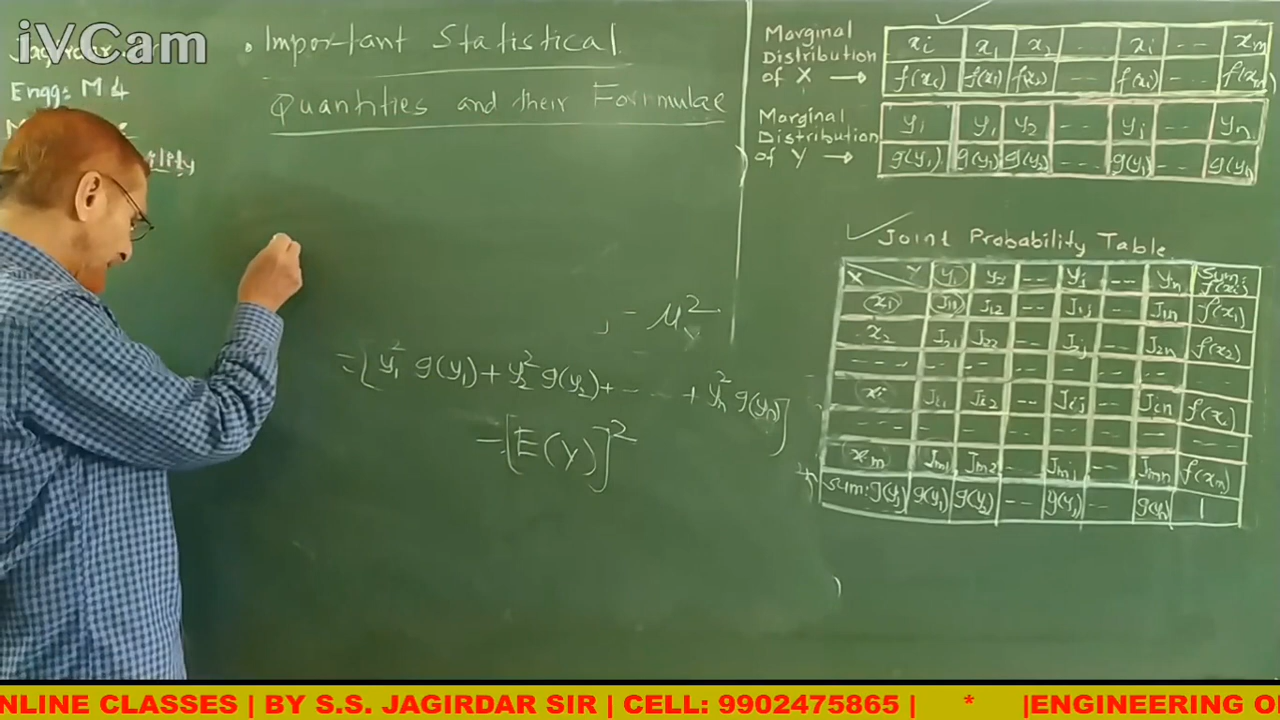 iVCam
Jagirdar
Engg: M4
• Important Statistical
Quantities and their Formulae
- μ²
= [y₁² g(y₁) + y₂² g(y₂) + - - - - + yₙ² g(yₙ)]
- [E(Y)]²
Marginal
Distribution
of X →
xi x₁ x₂ -- xi -- xm
f(xi) f(x₁) f(x₂) -- f(xi) -- f(xm)
Marginal
Distribution
of Y →
yj y₁ y₂ -- yj -- yn
g(yj) g(y₁) g(y₂) -- g(yj) -- g(yn)
✓ Joint Probability Table
X Y y₁ y₂ -- yj -- yn Sum: f(xi)
x₁ J11 J12 -- J1j -- J1n f(x₁)
x₂ J21 J22 -- J2j -- J2n f(x₂)
-- -- -- -- -- -- -- --
xi Ji1 Ji2 -- Jij -- Jin f(xi)
-- -- -- -- -- -- -- --
xm Jm1 Jm2 -- Jmj -- Jmn f(xm)
Sum: g(yj) g(y₁) g(y₂) -- g(yj) -- g(yn) 1
NLINE CLASSES | BY S.S. JAGIRDAR SIR | CELL: 9902475865 | * |ENGINEERING O